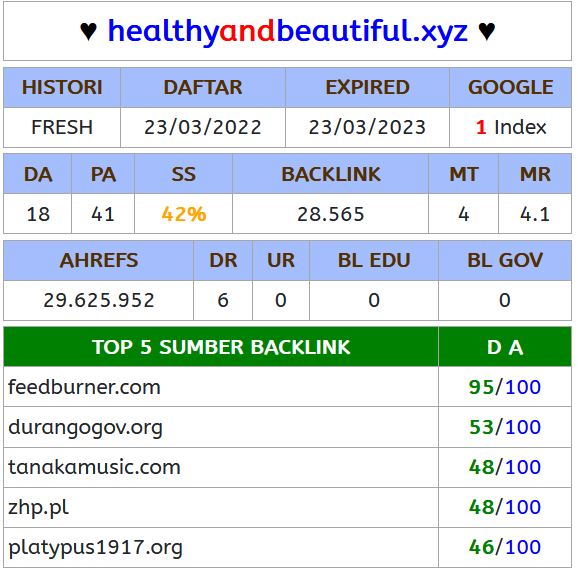 ♥ healthyandbeautiful.xyz ♥
HISTORI DAFTAR EXPIRED GOOGLE
FRESH 23/03/2022 23/03/2023 1 Index
DA PA SS BACKLINK MT MR
18 41 42% 28.565 4 4.1
AHREFS DR UR BL EDU BL GOV
29.625.952 6 0 0 0
TOP 5 SUMBER BACKLINK D A
feedburner.com 95/100
durangogov.org 53/100
tanakamusic.com 48/100
zhp.pl 48/100
platypus1917.org 46/100